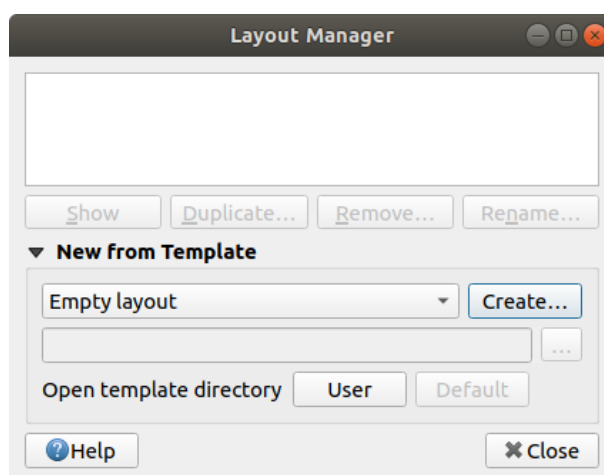 Layout Manager
Show Duplicate... Remove... Rename...
New from Template
Empty layout Create...
...
Open template directory User Default
Help Close